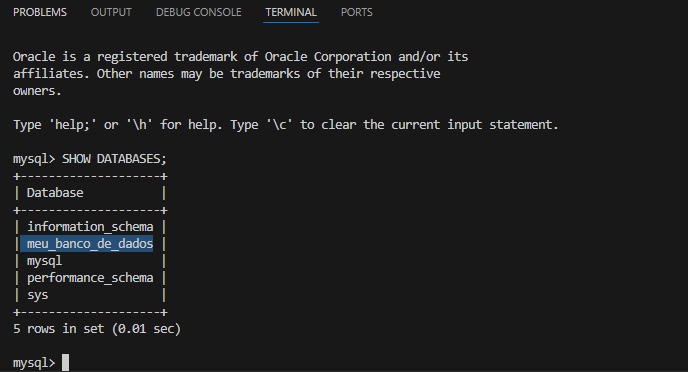 PROBLEMS OUTPUT DEBUG CONSOLE TERMINAL PORTS
Oracle is a registered trademark of Oracle Corporation and/or its
affiliates. Other names may be trademarks of their respective
owners.
Type 'help;' or '\h' for help. Type '\c' to clear the current input statement.
mysql> SHOW DATABASES;
+--------------------+
| Database           |
+--------------------+
| information_schema |
| meu_banco_de_dados |
| mysql              |
| performance_schema |
| sys                |
+--------------------+
5 rows in set (0.01 sec)
mysql>